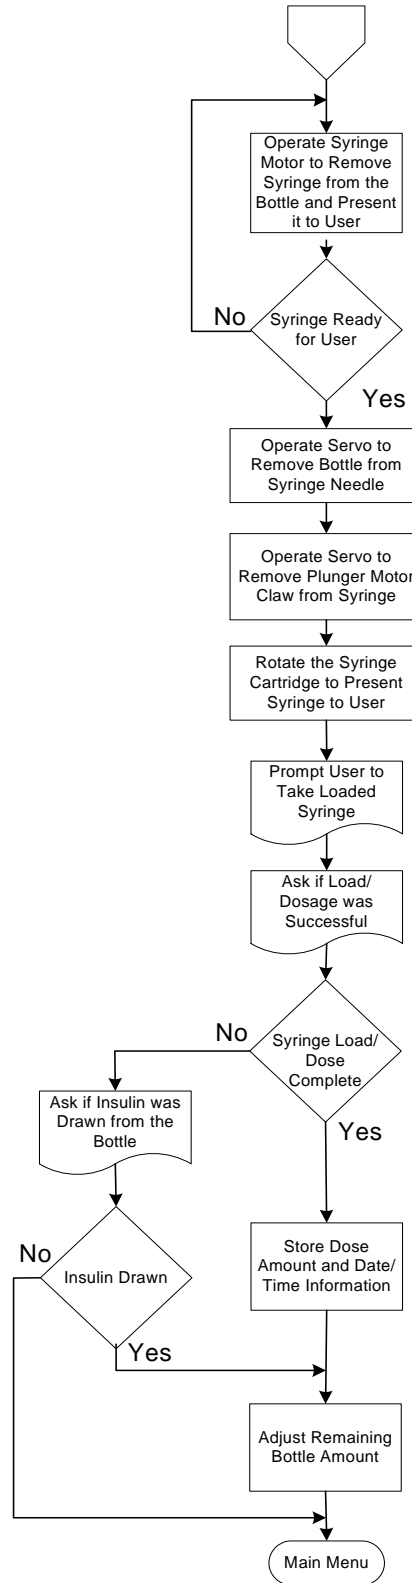 Operate Syringe
Motor to Remove
Syringe from the
Bottle and Present
it to User
No
Syringe Ready
for User
Yes
Operate Servo to
Remove Bottle from
Syringe Needle
Operate Servo to
Remove Plunger Motor
Claw from Syringe
Rotate the Syringe
Cartridge to Present
Syringe to User
Prompt User to
Take Loaded
Syringe
Ask if Load/
Dosage was
Successful
No
Syringe Load/
Dose
Complete
Yes
Ask if Insulin was
Drawn from the
Bottle
No
Insulin Drawn
Yes
Store Dose
Amount and Date/
Time Information
Adjust Remaining
Bottle Amount
Main Menu